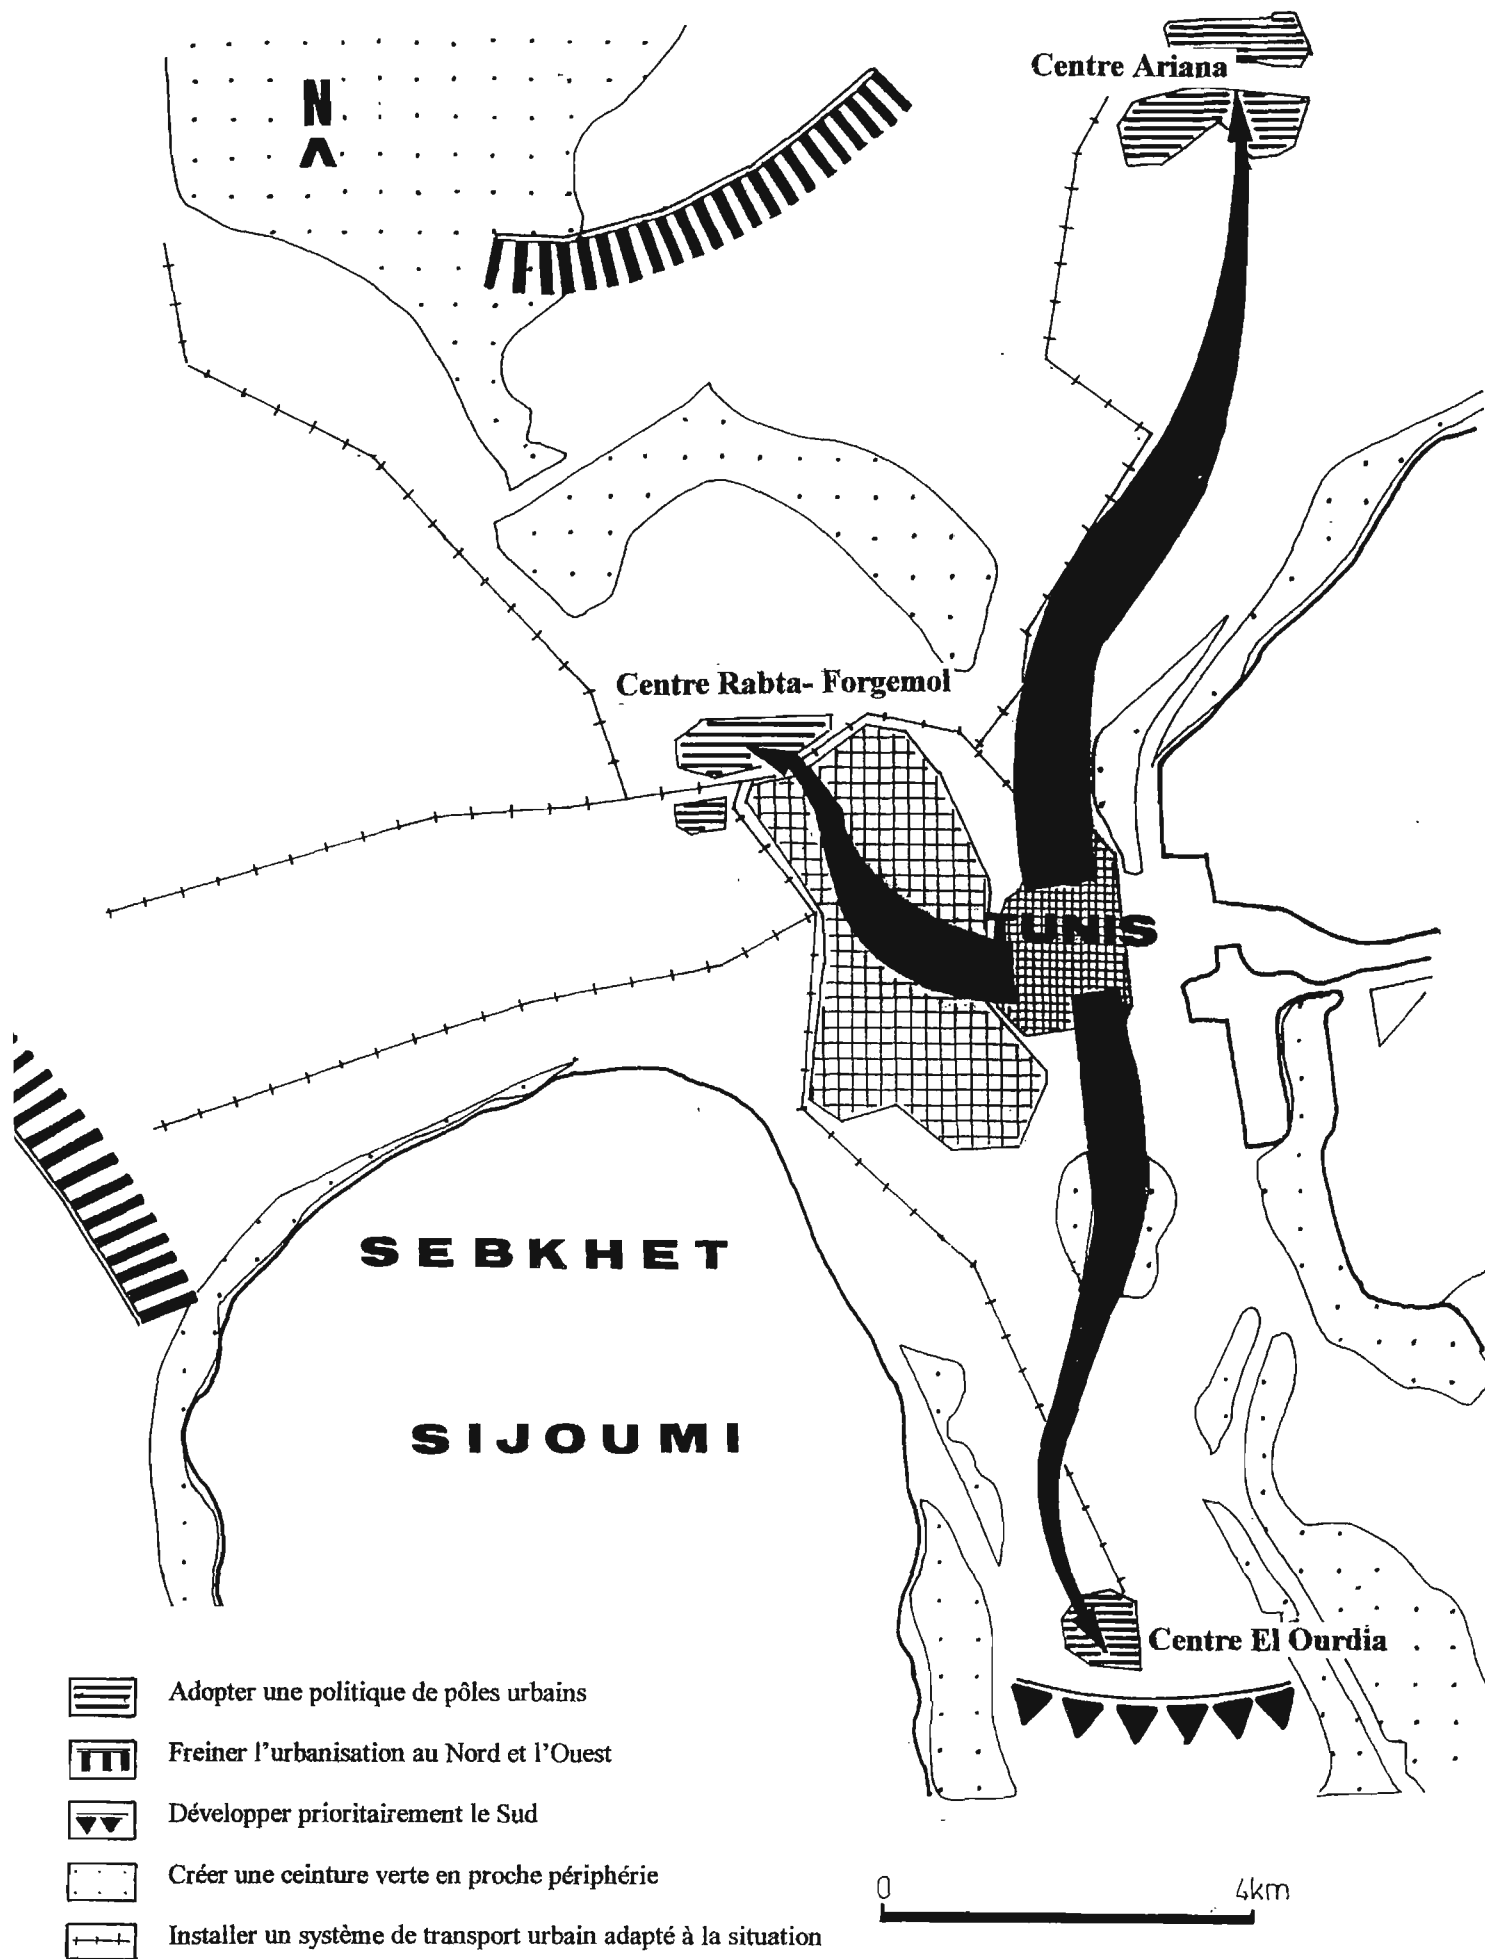 Centre Ariana
N
Centre Rabta- Forgemol
TUNIS
SEBKHET
SIJOUMI
Centre El Ourdia
Adopter une politique de pôles urbains
Freiner l'urbanisation au Nord et l'Ouest
Développer prioritairement le Sud
Créer une ceinture verte en proche périphérie
Installer un système de transport urbain adapté à la situation
0 4km